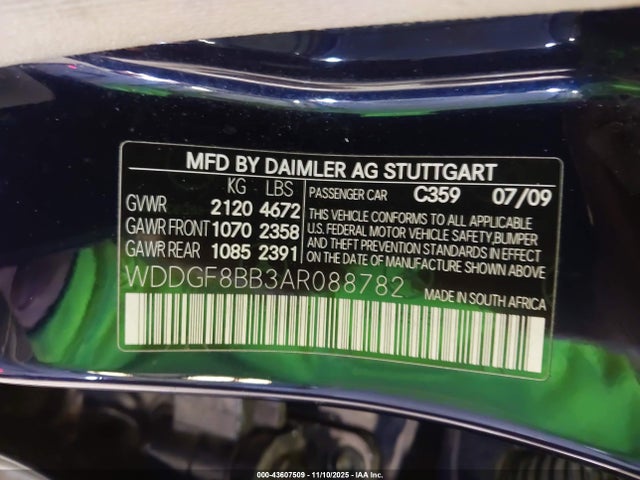 MFD BY DAIMLER AG STUTTGART
KG LBS
GVWR 2120 4672
GAWR FRONT 1070 2358
GAWR REAR 1085 2391
PASSENGER CAR C359 07/09
THIS VEHICLE CONFORMS TO ALL APPLICABLE
U.S. FEDERAL MOTOR VEHICLE SAFETY, BUMPER
AND THEFT PREVENTION STANDARDS IN EFFECT
ON THE DATE OF MANUFACTURE SHOWN ABOVE.
WDDGF8BB3AR088782 MADE IN SOUTH AFRICA
000-43607509 - 11/10/2025 - IAA Inc.